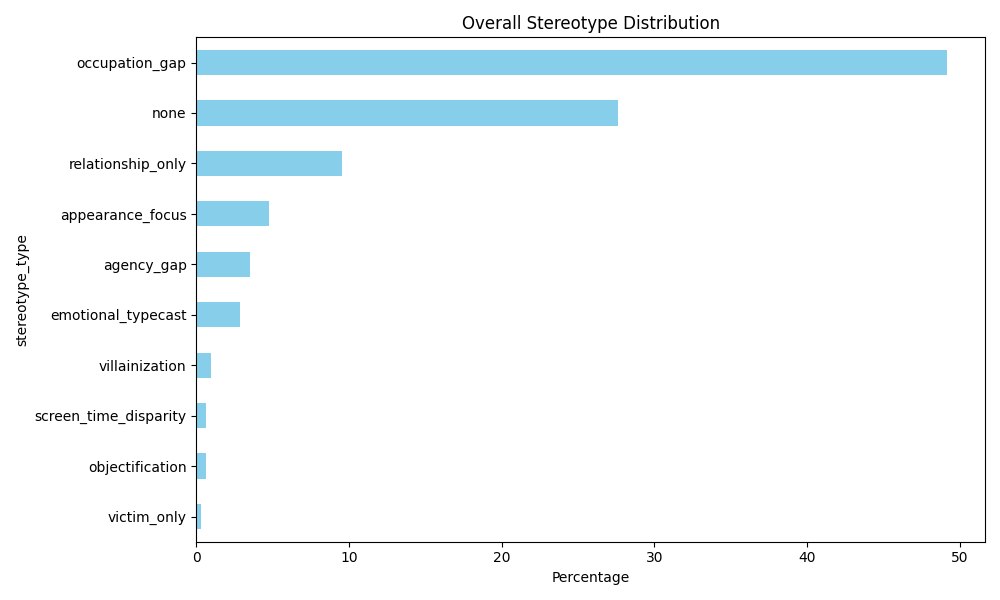 Overall Stereotype Distribution
occupation_gap
none
relationship_only
appearance_focus
agency_gap
emotional_typecast
villainization
screen_time_disparity
objectification
victim_only
stereotype_type
0 10 20 30 40 50
Percentage